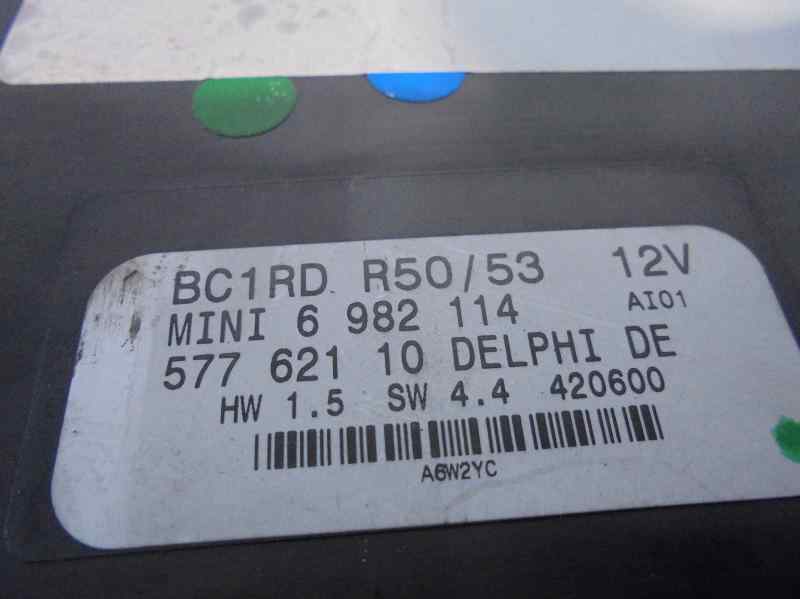 BC1RD R50/53 12V
MINI 6 982 114 AI01
577 621 10 DELPHI DE
HW 1.5 SW 4.4 420600
A6W2YC